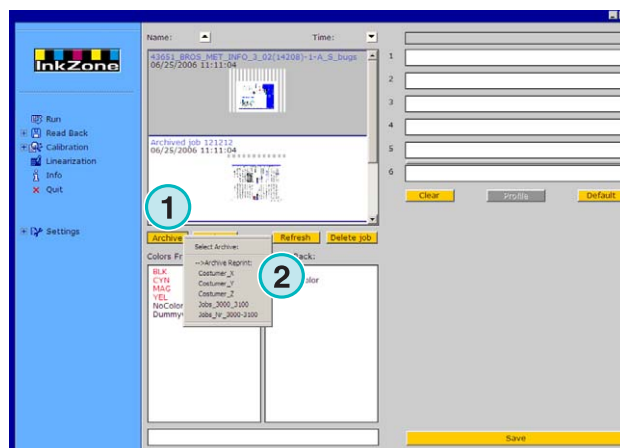 InkZone
Run
Read Back
Calibration
Linearization
Info
Quit
Settings
Name:
Time:
43651_BROS_MET_INFO_3_02(14208)-1-A_S_bugs
06/25/2006 11:11:04
Archived job 121212
06/25/2006 11:11:04
1
Archive
Refresh
Delete job
Select Archive:
-->Archive Reprint:
Costumer_X
Costumer_Y
Costumer_Z
Jobs_3000_3100
Jobs_Nr_3000-3100
2
Colors Fr
Back:
BLK
CYN
MAG
YEL
NoColor
Dummy
olor
1
2
3
4
5
6
Clear
Profile
Default
Save